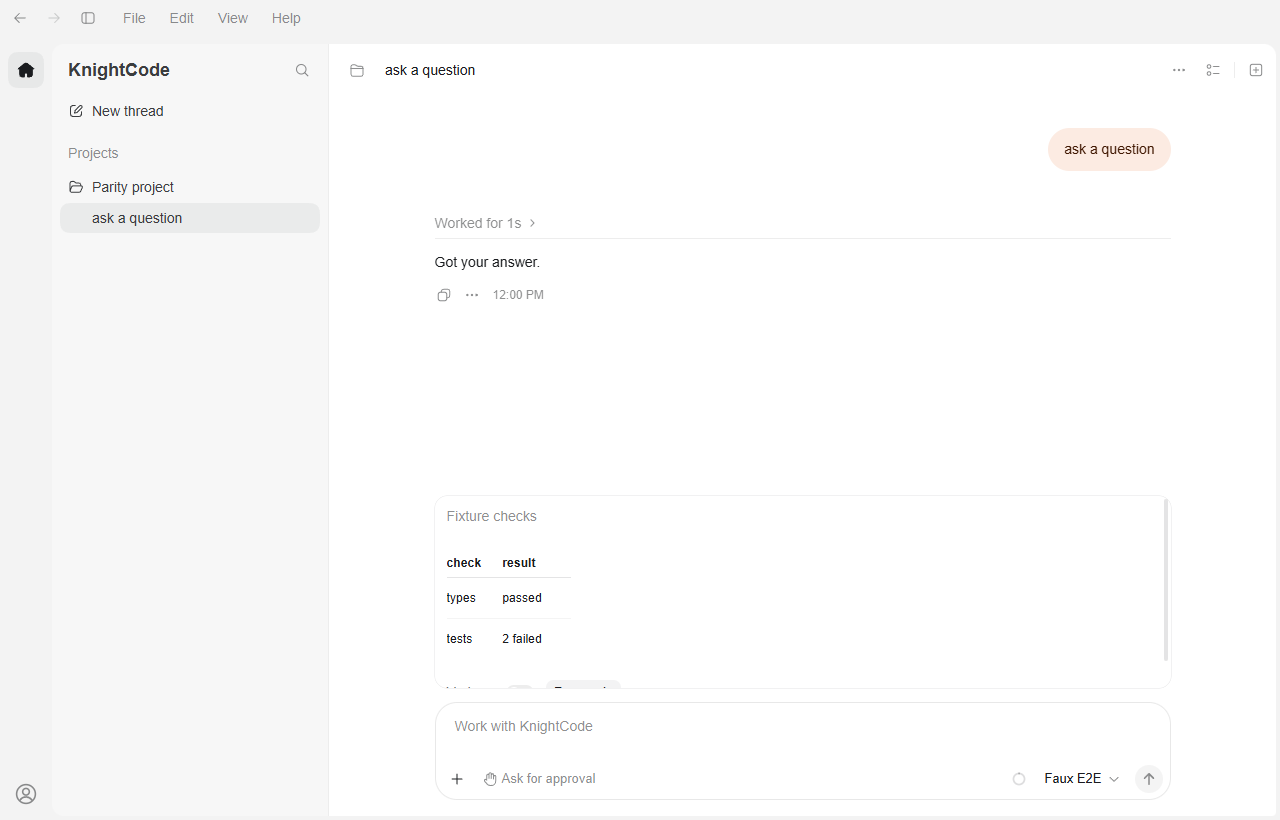 File Edit View Help
KnightCode
New thread
Projects
Parity project
ask a question
ask a question
ask a question
Worked for 1s
Got your answer.
12:00 PM
Fixture checks
check result
types passed
tests 2 failed
Work with KnightCode
Ask for approval
Faux E2E